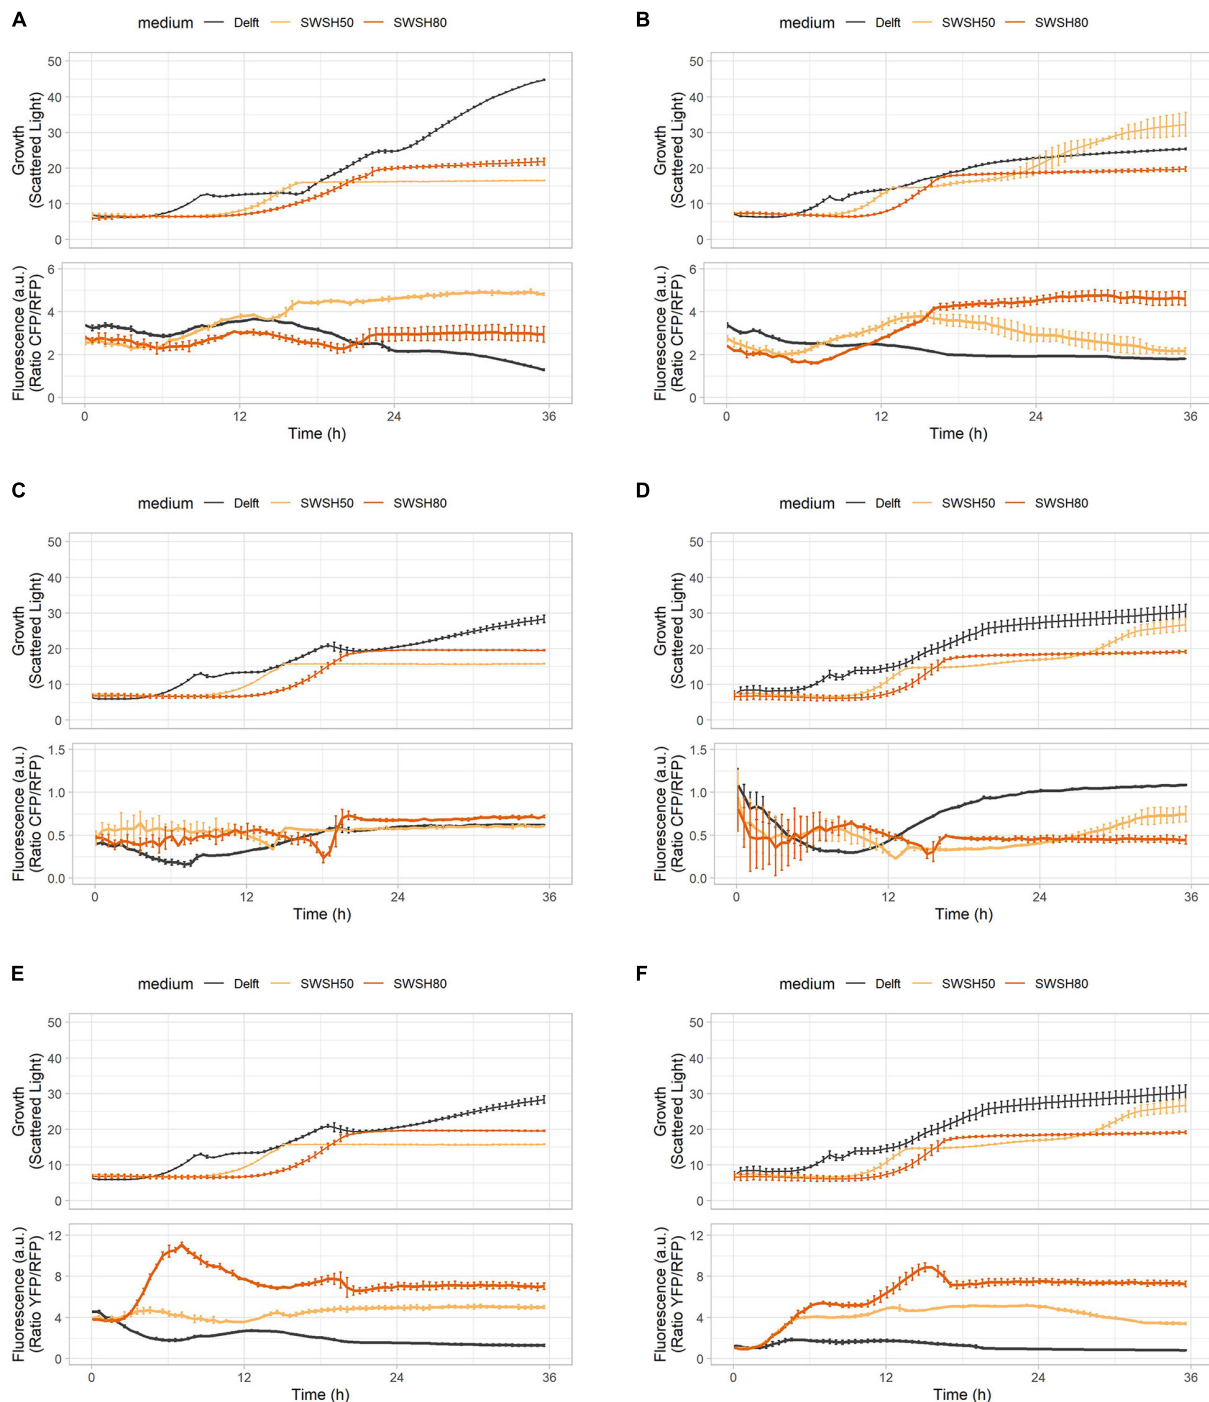 A
medium Delft SWSH50 SWSH80
50
40
30
20
10
0
Growth
(Scattered Light)
6
4
2
0
Fluorescence (a.u.)
(Ratio CFP/RFP)
0 12 24 36
Time (h)
B
medium Delft SWSH50 SWSH80
50
40
30
20
10
0
Growth
(Scattered Light)
6
4
2
0
Fluorescence (a.u.)
(Ratio CFP/RFP)
0 12 24 36
Time (h)
C
medium Delft SWSH50 SWSH80
50
40
30
20
10
0
Growth
(Scattered Light)
1.5
1.0
0.5
0.0
Fluorescence (a.u.)
(Ratio CFP/RFP)
0 12 24 36
Time (h)
D
medium Delft SWSH50 SWSH80
50
40
30
20
10
0
Growth
(Scattered Light)
1.5
1.0
0.5
0.0
Fluorescence (a.u.)
(Ratio CFP/RFP)
0 12 24 36
Time (h)
E
medium Delft SWSH50 SWSH80
50
40
30
20
10
0
Growth
(Scattered Light)
12
8
4
0
Fluorescence (a.u.)
(Ratio YFP/RFP)
0 12 24 36
Time (h)
F
medium Delft SWSH50 SWSH80
50
40
30
20
10
0
Growth
(Scattered Light)
12
8
4
0
Fluorescence (a.u.)
(Ratio YFP/RFP)
0 12 24 36
Time (h)